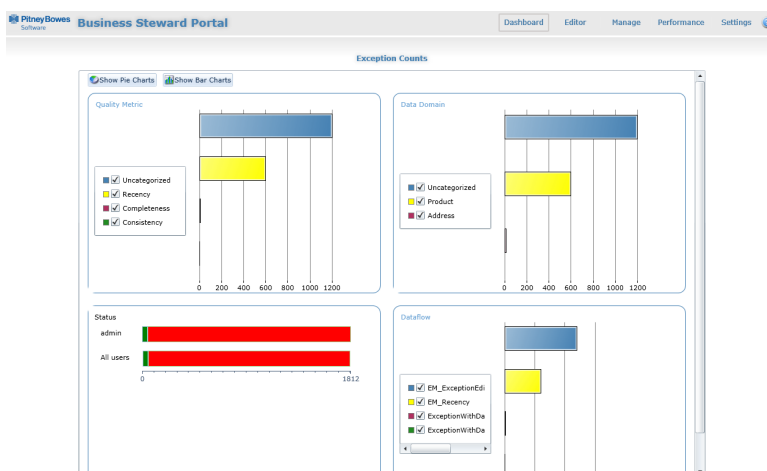 PitneyBowes
Software
Business Steward Portal
Dashboard Editor Manage Performance Settings
Exception Counts
Show Pie Charts Show Bar Charts
Quality Metric
Uncategorized
Recency
Completeness
Consistency
0 200 400 600 800 1000 1200
Data Domain
Uncategorized
Product
Address
0 200 400 600 800 1000 1200
Status
admin
All users
0 1812
Dataflow
EM_ExceptionEdi
EM_Recency
ExceptionWithDa
ExceptionWithDa